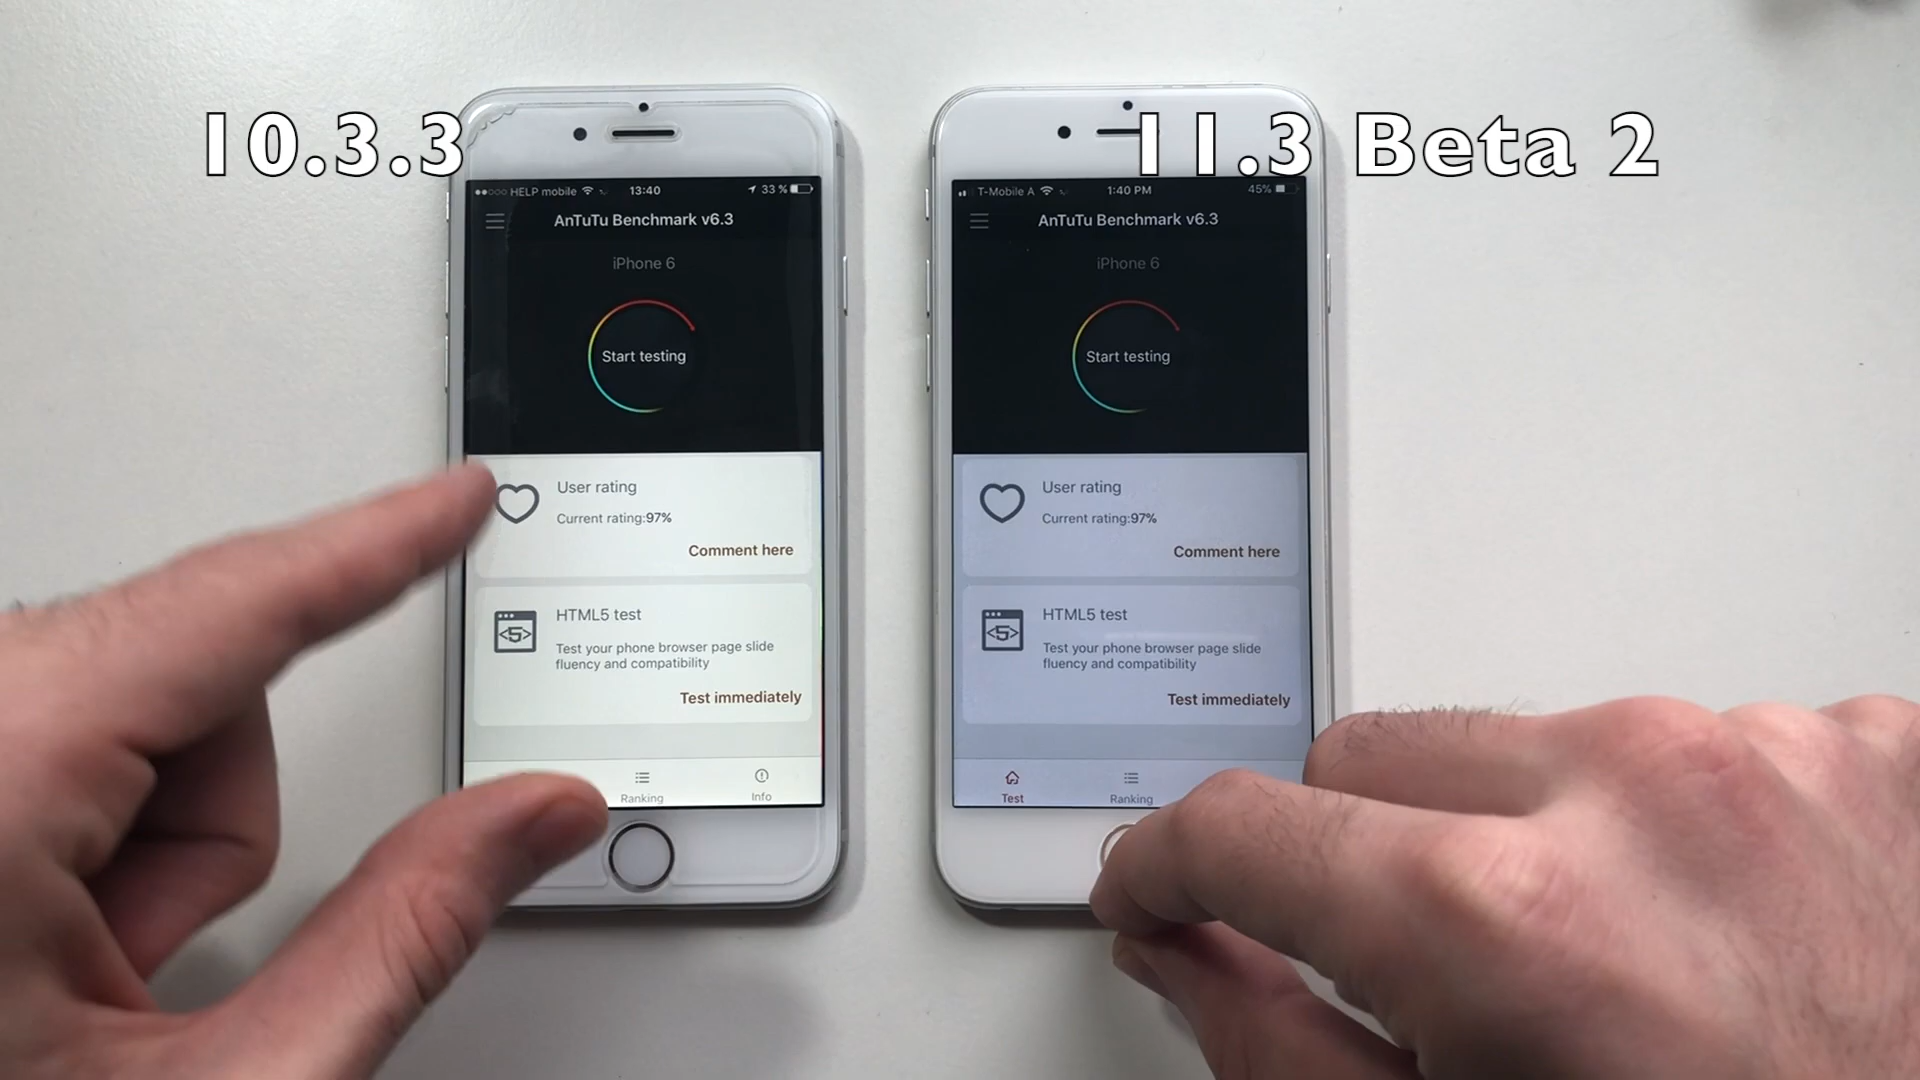 10.3.3
11.3 Beta 2
HELP mobile 13:40 33 %
AnTuTu Benchmark v6.3
iPhone 6
Start testing
User rating
Current rating:97%
Comment here
HTML5 test
Test your phone browser page slide
fluency and compatibility
Test immediately
Ranking Info
T-Mobile A 1:40 PM 45%
AnTuTu Benchmark v6.3
iPhone 6
Start testing
User rating
Current rating:97%
Comment here
HTML5 test
Test your phone browser page slide
fluency and compatibility
Test immediately
Test Ranking